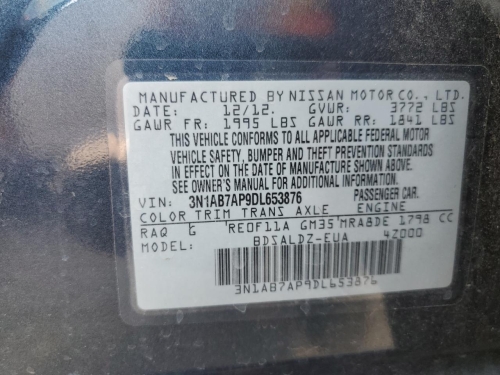 MANUFACTURED BY NISSAN MOTOR CO., LTD.
DATE: 12/12. GVWR: 3772 LBS
GAWR FR: 1995 LBS GAWR RR: 1841 LBS
THIS VEHICLE CONFORMS TO ALL APPLICABLE FEDERAL MOTOR
VEHICLE SAFETY, BUMPER AND THEFT PREVENTION STANDARDS
IN EFFECT ON THE DATE OF MANUFACTURE SHOWN ABOVE.
SEE OWNER'S MANUAL FOR ADDITIONAL INFORMATION.
VIN: 3N1AB7AP9DL653876 PASSENGER CAR.
COLOR TRIM TRANS AXLE ENGINE
RAQ G RE0F11A GM35 MRA8DE 1798 CC
MODEL: BDSALDZ-EUA 4Z000
3N1AB7AP9DL653876